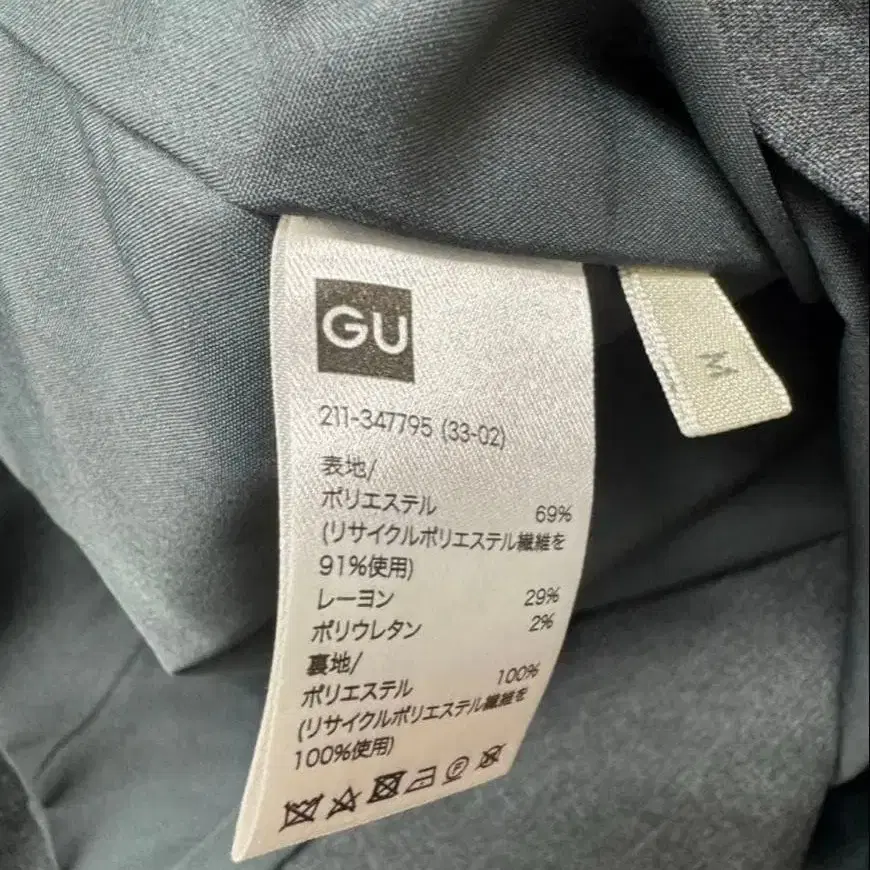 GU
211-347795 (33-02)
表地/
ポリエステル 69%
(リサイクルポリエステル繊維を
91%使用)
レーヨン 29%
ポリウレタン 2%
裏地/
ポリエステル 100%
(リサイクルポリエステル繊維を
100%使用)
M